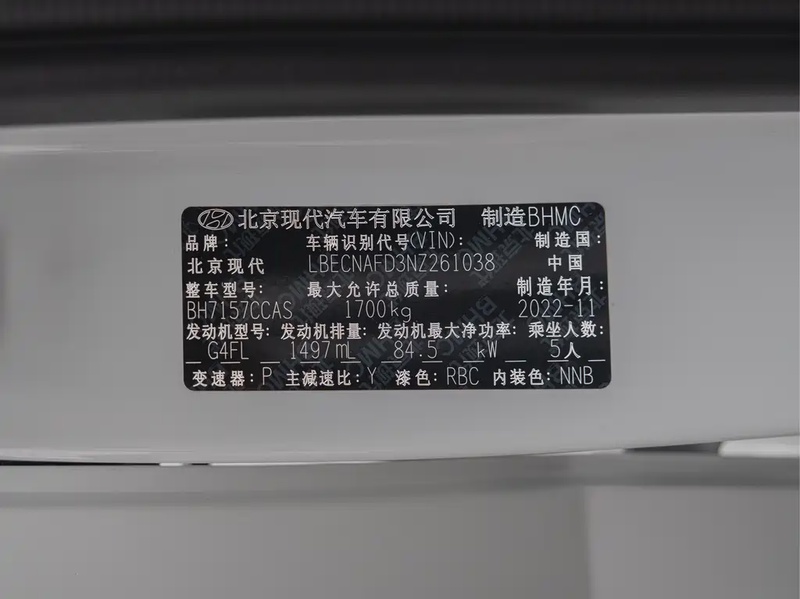 北京现代汽车有限公司 制造BHMC
品牌： 车辆识别代号(VIN)： 制造国：
北京现代 LBECNAFD3NZ261038 中国
整车型号： 最大允许总质量： 制造年月：
BH7157CCAS 1700kg 2022-11
发动机型号： 发动机排量： 发动机最大净功率： 乘坐人数：
G4FL 1497mL 84.5 kW 5人
变速器：P 主减速比：Y 漆色：RBC 内装色：NNB